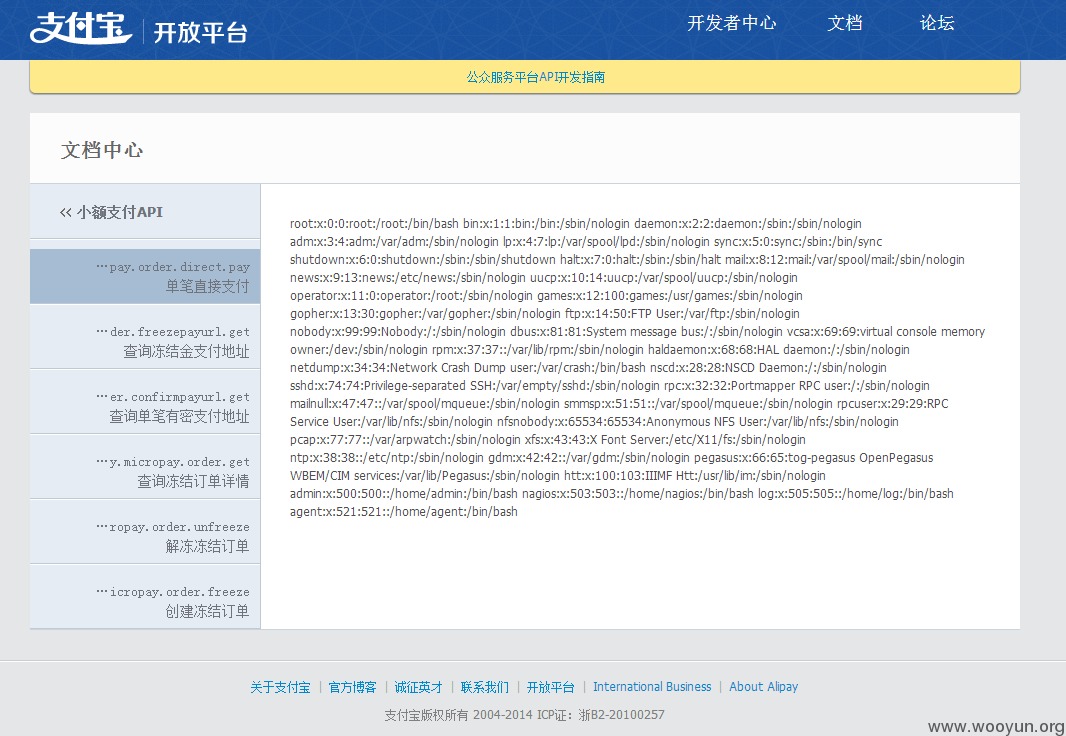 支付宝 开放平台 开发者中心 文档 论坛
公众服务平台API开发指南
文档中心
<< 小额支付API
…pay.order.direct.pay
单笔直接支付
…der.freezepayurl.get
查询冻结金支付地址
…er.confirmpayurl.get
查询单笔有密支付地址
…y.micropay.order.get
查询冻结订单详情
…ropay.order.unfreeze
解冻冻结订单
…icropay.order.freeze
创建冻结订单
root:x:0:0:root:/root:/bin/bash bin:x:1:1:bin:/bin:/sbin/nologin daemon:x:2:2:daemon:/sbin:/sbin/nologin
adm:x:3:4:adm:/var/adm:/sbin/nologin lp:x:4:7:lp:/var/spool/lpd:/sbin/nologin sync:x:5:0:sync:/sbin:/bin/sync
shutdown:x:6:0:shutdown:/sbin:/sbin/shutdown halt:x:7:0:halt:/sbin:/sbin/halt mail:x:8:12:mail:/var/spool/mail:/sbin/nologin
news:x:9:13:news:/etc/news:/sbin/nologin uucp:x:10:14:uucp:/var/spool/uucp:/sbin/nologin
operator:x:11:0:operator:/root:/sbin/nologin games:x:12:100:games:/usr/games:/sbin/nologin
gopher:x:13:30:gopher:/var/gopher:/sbin/nologin ftp:x:14:50:FTP User:/var/ftp:/sbin/nologin
nobody:x:99:99:Nobody:/:/sbin/nologin dbus:x:81:81:System message bus:/:/sbin/nologin vcsa:x:69:69:virtual console memory
owner:/dev:/sbin/nologin rpm:x:37:37::/var/lib/rpm:/sbin/nologin haldaemon:x:68:68:HAL daemon:/:/sbin/nologin
netdump:x:34:34:Network Crash Dump user:/var/crash:/bin/bash nscd:x:28:28:NSCD Daemon:/:/sbin/nologin
sshd:x:74:74:Privilege-separated SSH:/var/empty/sshd:/sbin/nologin rpc:x:32:32:Portmapper RPC user:/:/sbin/nologin
mailnull:x:47:47::/var/spool/mqueue:/sbin/nologin smmsp:x:51:51::/var/spool/mqueue:/sbin/nologin rpcuser:x:29:29:RPC
Service User:/var/lib/nfs:/sbin/nologin nfsnobody:x:65534:65534:Anonymous NFS User:/var/lib/nfs:/sbin/nologin
pcap:x:77:77::/var/arpwatch:/sbin/nologin xfs:x:43:43:X Font Server:/etc/X11/fs:/sbin/nologin
ntp:x:38:38::/etc/ntp:/sbin/nologin gdm:x:42:42::/var/gdm:/sbin/nologin pegasus:x:66:65:tog-pegasus OpenPegasus
WBEM/CIM services:/var/lib/Pegasus:/sbin/nologin htt:x:100:103:IIIMF Htt:/usr/lib/im:/sbin/nologin
admin:x:500:500::/home/admin:/bin/bash nagios:x:503:503::/home/nagios:/bin/bash log:x:505:505::/home/log:/bin/bash
agent:x:521:521::/home/agent:/bin/bash
关于支付宝 | 官方博客 | 诚征英才 | 联系我们 | 开放平台 | International Business | About Alipay
支付宝版权所有 2004-2014 ICP证：浙B2-20100257
www.wooyun.org